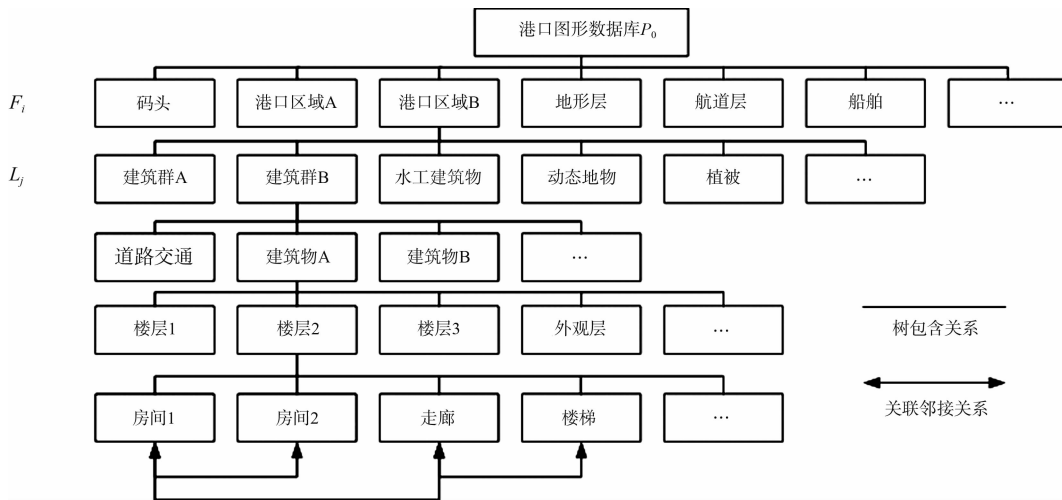 港口图形数据库P₀
F_i
码头
港口区域A
港口区域B
地形层
航道层
船舶
…
L_j
建筑群A
建筑群B
水工建筑物
动态地物
植被
…
道路交通
建筑物A
建筑物B
…
楼层1
楼层2
楼层3
外观层
…
树包含关系
房间1
房间2
走廊
楼梯
…
关联邻接关系